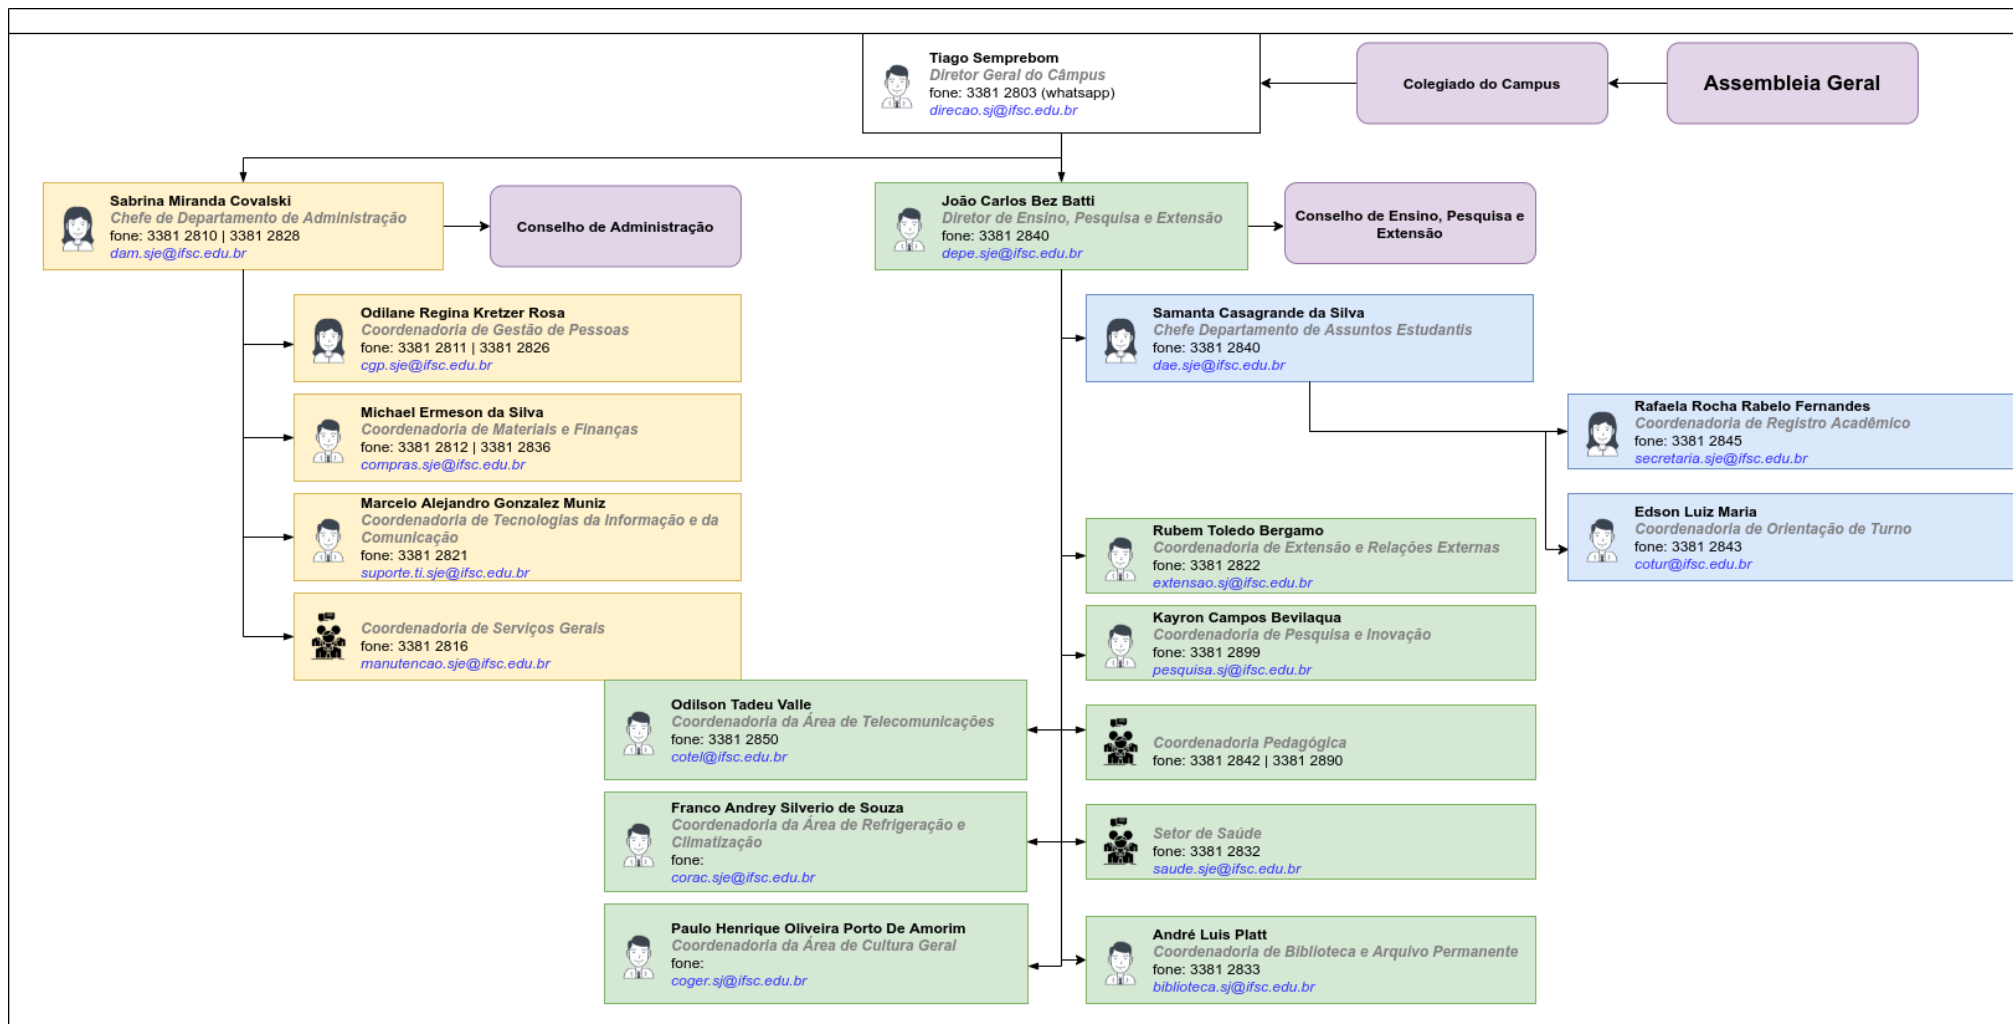 Tiago Semprebom
Diretor Geral do Câmpus
fone: 3381 2803 (whatsapp)
direcao.sj@ifsc.edu.br
Colegiado do Campus
Assembleia Geral
Sabrina Miranda Covalski
Chefe de Departamento de Administração
fone: 3381 2810 | 3381 2828
dam.sje@ifsc.edu.br
Conselho de Administração
João Carlos Bez Batti
Diretor de Ensino, Pesquisa e Extensão
fone: 3381 2840
depe.sje@ifsc.edu.br
Conselho de Ensino, Pesquisa e
Extensão
Odilane Regina Kretzer Rosa
Coordenadoria de Gestão de Pessoas
fone: 3381 2811 | 3381 2826
cgp.sje@ifsc.edu.br
Michael Ermeson da Silva
Coordenadoria de Materiais e Finanças
fone: 3381 2812 | 3381 2836
compras.sje@ifsc.edu.br
Marcelo Alejandro Gonzalez Muniz
Coordenadoria de Tecnologias da Informação e da
Comunicação
fone: 3381 2821
suporte.ti.sje@ifsc.edu.br
Coordenadoria de Serviços Gerais
fone: 3381 2816
manutencao.sje@ifsc.edu.br
Samanta Casagrande da Silva
Chefe Departamento de Assuntos Estudantis
fone: 3381 2840
dae.sje@ifsc.edu.br
Rafaela Rocha Rabelo Fernandes
Coordenadoria de Registro Acadêmico
fone: 3381 2845
secretaria.sje@ifsc.edu.br
Edson Luiz Maria
Coordenadoria de Orientação de Turno
fone: 3381 2843
cotur@ifsc.edu.br
Rubem Toledo Bergamo
Coordenadoria de Extensão e Relações Externas
fone: 3381 2822
extensao.sj@ifsc.edu.br
Kayron Campos Bevilaqua
Coordenadoria de Pesquisa e Inovação
fone: 3381 2899
pesquisa.sj@ifsc.edu.br
Odilson Tadeu Valle
Coordenadoria da Área de Telecomunicações
fone: 3381 2850
cotel@ifsc.edu.br
Coordenadoria Pedagógica
fone: 3381 2842 | 3381 2890
Franco Andrey Silverio de Souza
Coordenadoria da Área de Refrigeração e
Climatização
fone:
corac.sje@ifsc.edu.br
Setor de Saúde
fone: 3381 2832
saude.sje@ifsc.edu.br
Paulo Henrique Oliveira Porto De Amorim
Coordenadoria da Área de Cultura Geral
fone:
coger.sj@ifsc.edu.br
André Luis Platt
Coordenadoria de Biblioteca e Arquivo Permanente
fone: 3381 2833
biblioteca.sj@ifsc.edu.br